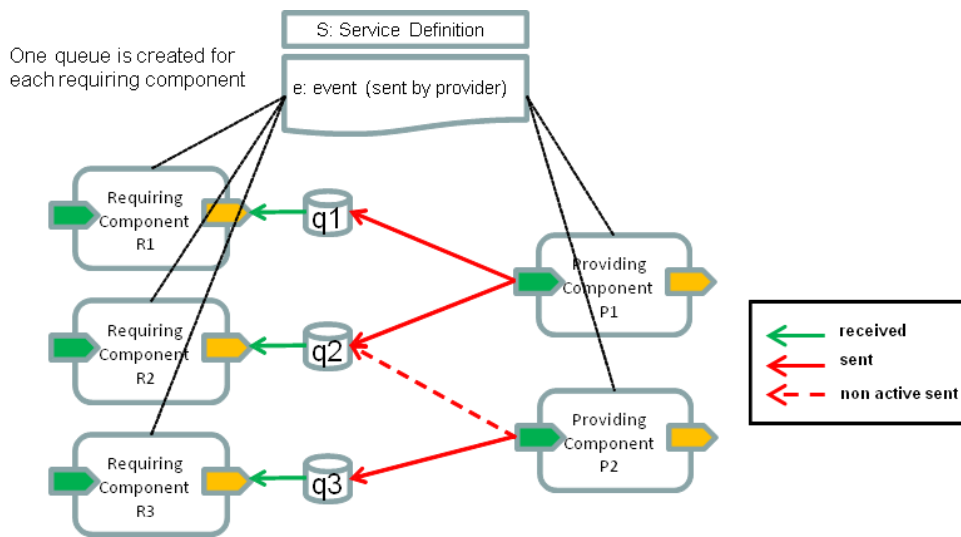 S: Service Definition
One queue is created for
each requiring component
e: event (sent by provider)
Requiring
Component
R1
q1
Providing
Component
P1
Requiring
Component
R2
q2
received
sent
non active sent
Providing
Component
P2
Requiring
Component
R3
q3